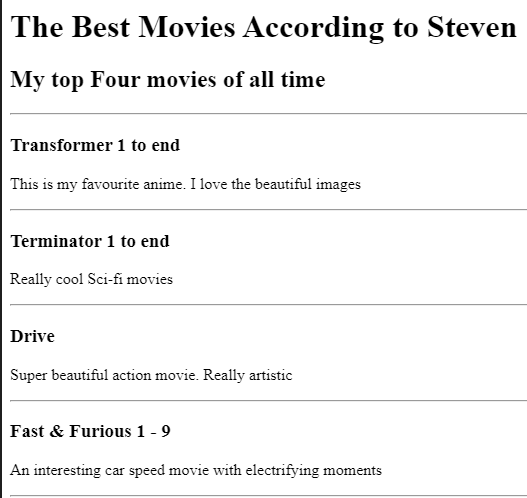 The Best Movies According to Steven
My top Four movies of all time
Transformer 1 to end
This is my favourite anime. I love the beautiful images
Terminator 1 to end
Really cool Sci-fi movies
Drive
Super beautiful action movie. Really artistic
Fast & Furious 1 - 9
An interesting car speed movie with electrifying moments